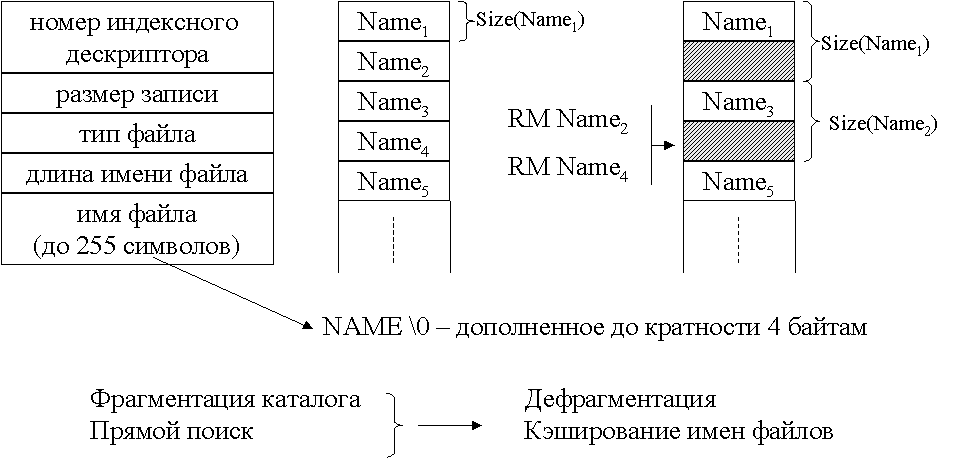 номер индексного
дескриптора
размер записи
тип файла
длина имени файла
имя файла
(до 255 символов)
Name1
Name2
Name3
Name4
Name5
Size(Name1)
RM Name2
RM Name4
Name1
Name3
Name5
Size(Name1)
Size(Name2)
NAME \0 – дополненное до кратности 4 байтам
Фрагментация каталога
Прямой поиск
Дефрагментация
Кэширование имен файлов